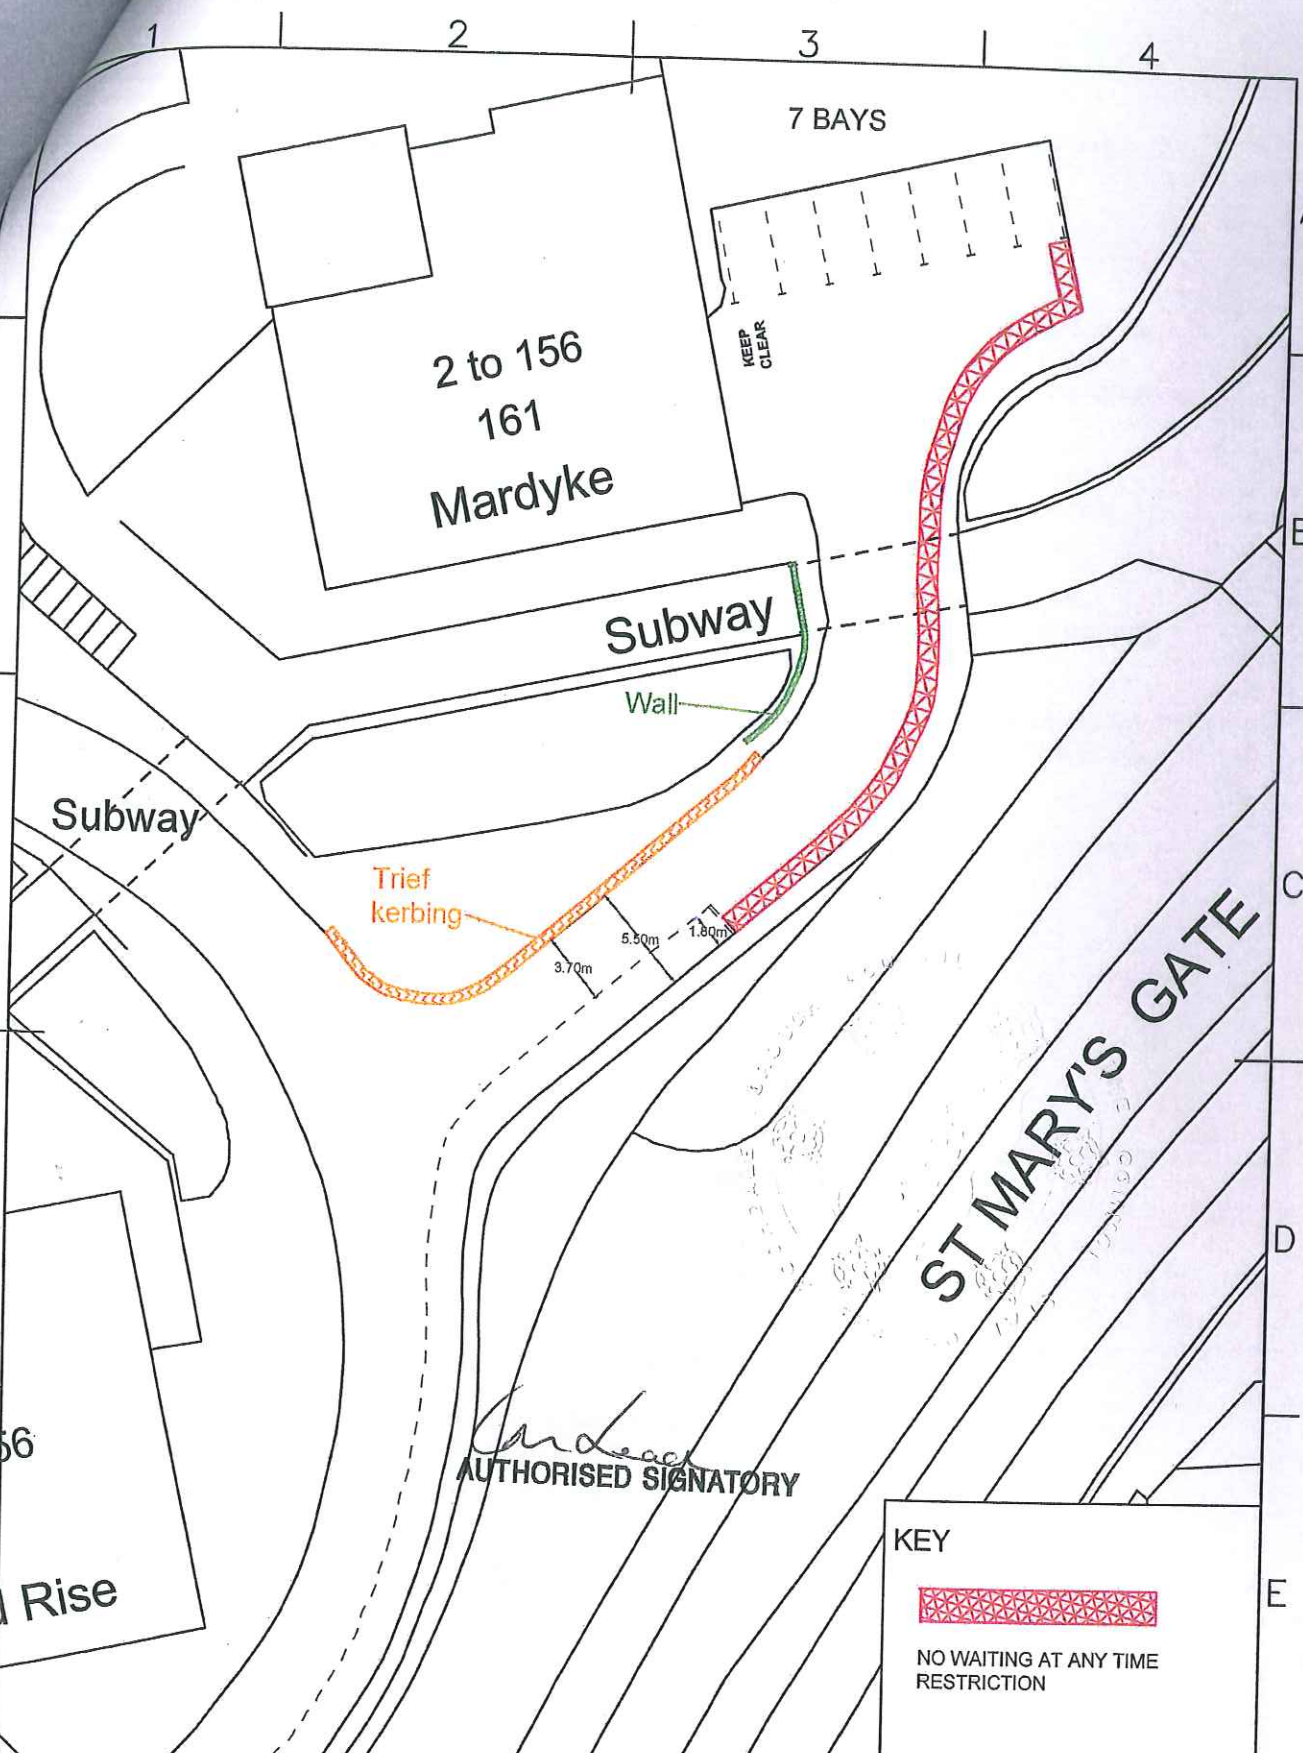 1
2
3
4
7 BAYS
KEEP
CLEAR
2 to 156
161
Mardyke
B
Subway
Wall
Subway
Trief
kerbing
5.50m
1.80m
3.70m
C
ST MARY'S GATE
D
AUTHORISED SIGNATORY
56
Rise
KEY
E
NO WAITING AT ANY TIME
RESTRICTION